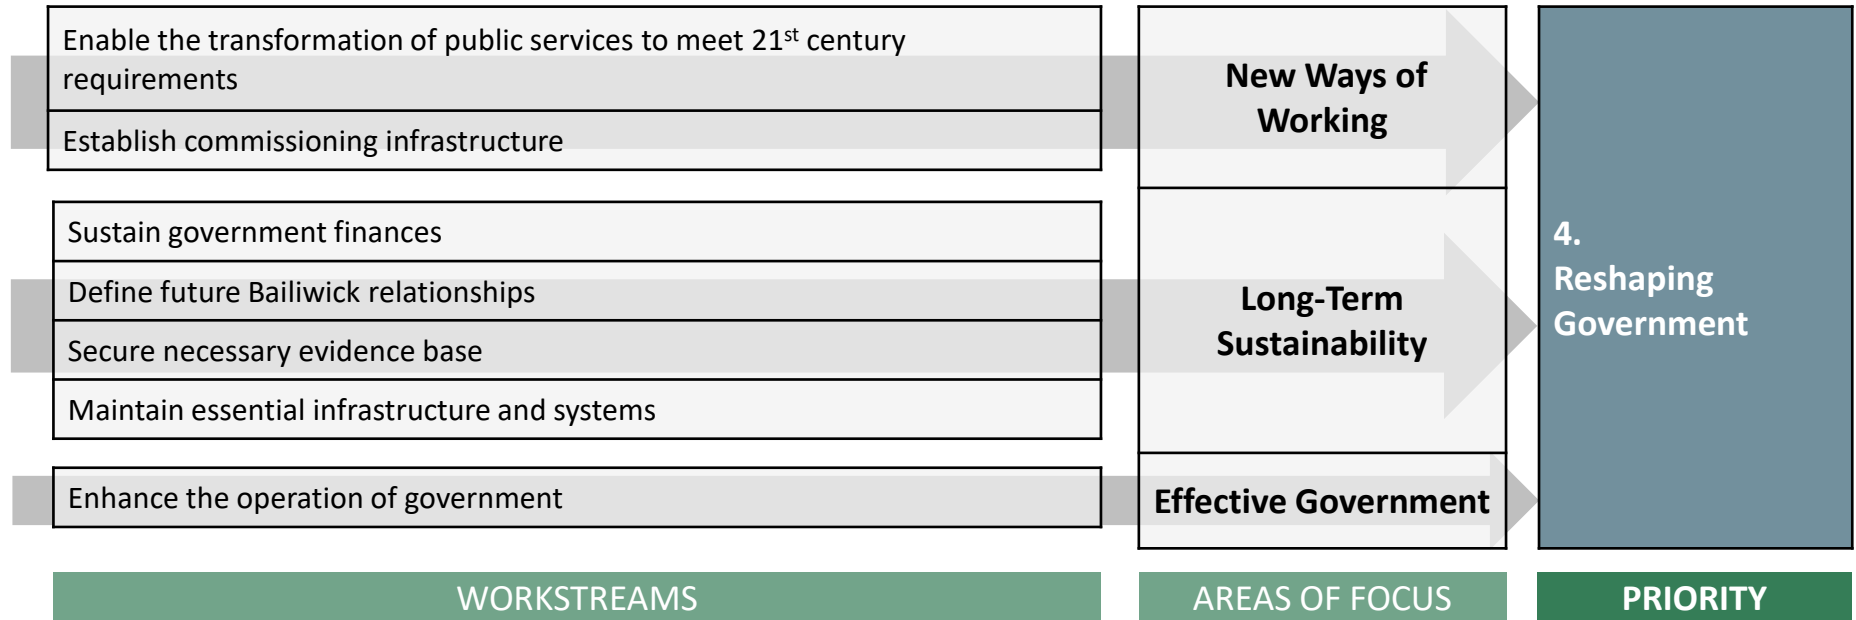 Enable the transformation of public services to meet 21st century
requirements
Establish commissioning infrastructure
New Ways of
Working
Sustain government finances
Define future Bailiwick relationships
Secure necessary evidence base
Maintain essential infrastructure and systems
Long-Term
Sustainability
Enhance the operation of government
Effective Government
4.
Reshaping
Government
WORKSTREAMS
AREAS OF FOCUS
PRIORITY